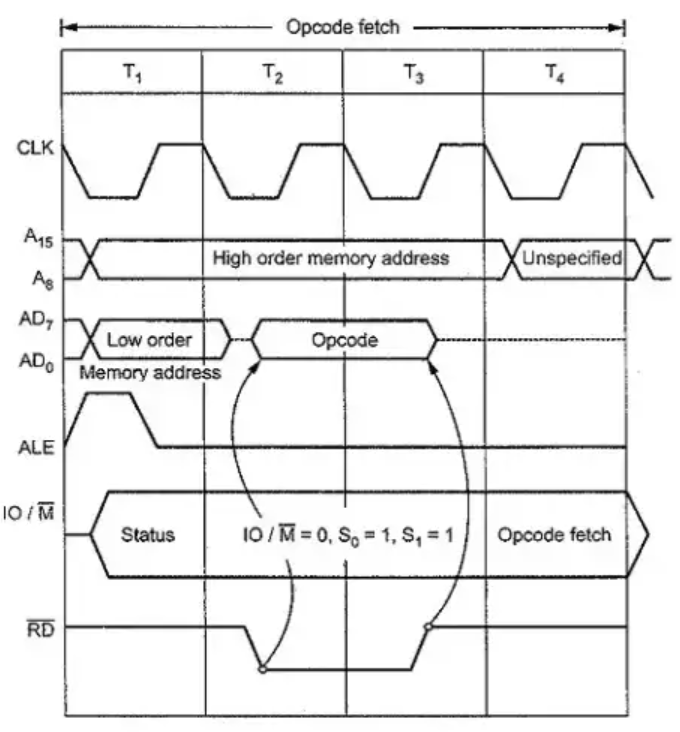 Opcode fetch
T₁ T₂ T₃ T₄
CLK
A₁₅
High order memory address Unspecified
A₈
AD₇
Low order Opcode
AD₀
Memory address
ALE
IO / M̅
Status IO / M̅ = 0, S₀ = 1, S₁ = 1 Opcode fetch
R̅D̅